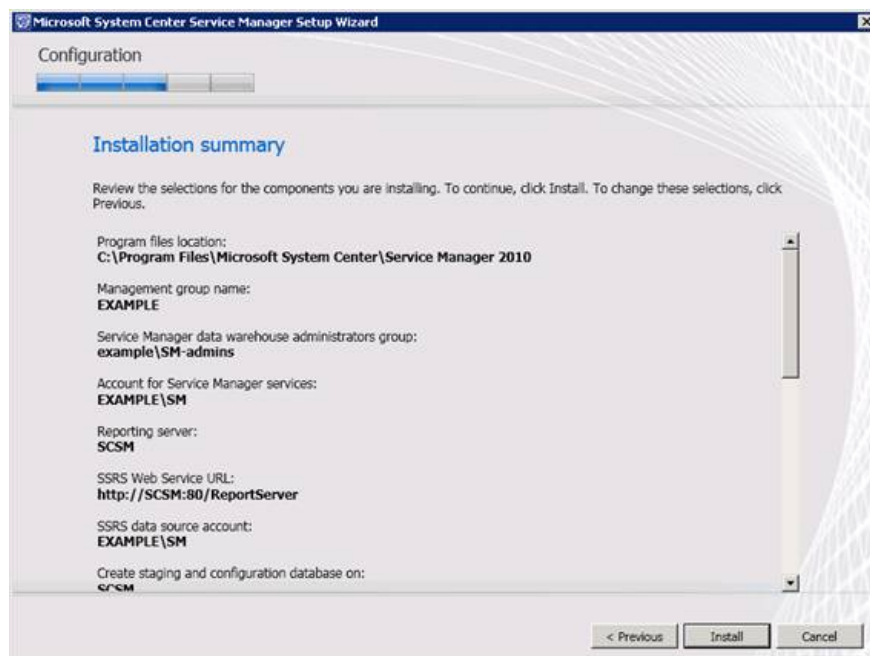 Microsoft System Center Service Manager Setup Wizard
Configuration
Installation summary
Review the selections for the components you are installing. To continue, click Install. To change these selections, click
Previous.
Program files location:
C:\Program Files\Microsoft System Center\Service Manager 2010
Management group name:
EXAMPLE
Service Manager data warehouse administrators group:
example\SM-admins
Account for Service Manager services:
EXAMPLE\SM
Reporting server:
SCSM
SSRS Web Service URL:
http://SCSM:80/ReportServer
SSRS data source account:
EXAMPLE\SM
Create staging and configuration database on:
SCSM
< Previous
Install
Cancel